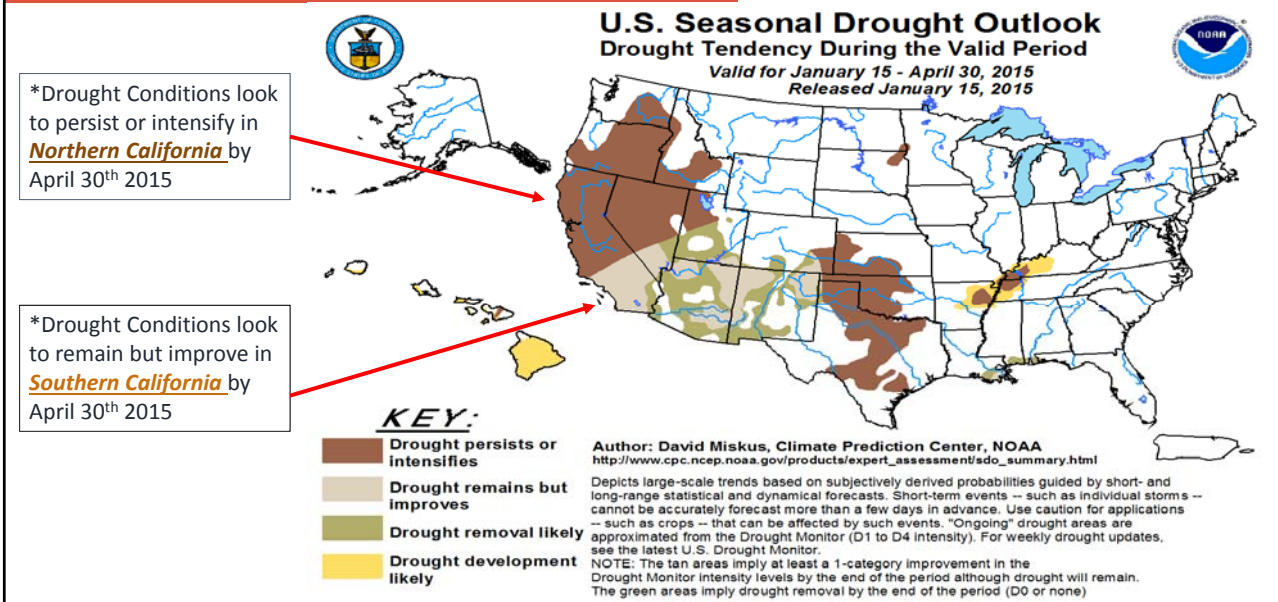 U.S. Seasonal Drought Outlook
Drought Tendency During the Valid Period
Valid for January 15 - April 30, 2015
Released January 15, 2015
NOAA
*Drought Conditions look
to persist or intensify in
Northern California by
April 30th 2015
*Drought Conditions look
to remain but improve in
Southern California by
April 30th 2015
KEY:
Drought persists or
intensifies
Drought remains but
improves
Drought removal likely
Drought development
likely
Author: David Miskus, Climate Prediction Center, NOAA
http://www.cpc.ncep.noaa.gov/products/expert_assessment/sdo_summary.html
Depicts large-scale trends based on subjectively derived probabilities guided by short- and
long-range statistical and dynamical forecasts. Short-term events -- such as individual storms --
cannot be accurately forecast more than a few days in advance. Use caution for applications
-- such as crops -- that can be affected by such events. "Ongoing" drought areas are
approximated from the Drought Monitor (D1 to D4 intensity). For weekly drought updates,
see the latest U.S. Drought Monitor.
NOTE: The tan areas imply at least a 1-category improvement in the
Drought Monitor intensity levels by the end of the period although drought will remain.
The green areas imply drought removal by the end of the period (D0 or none)